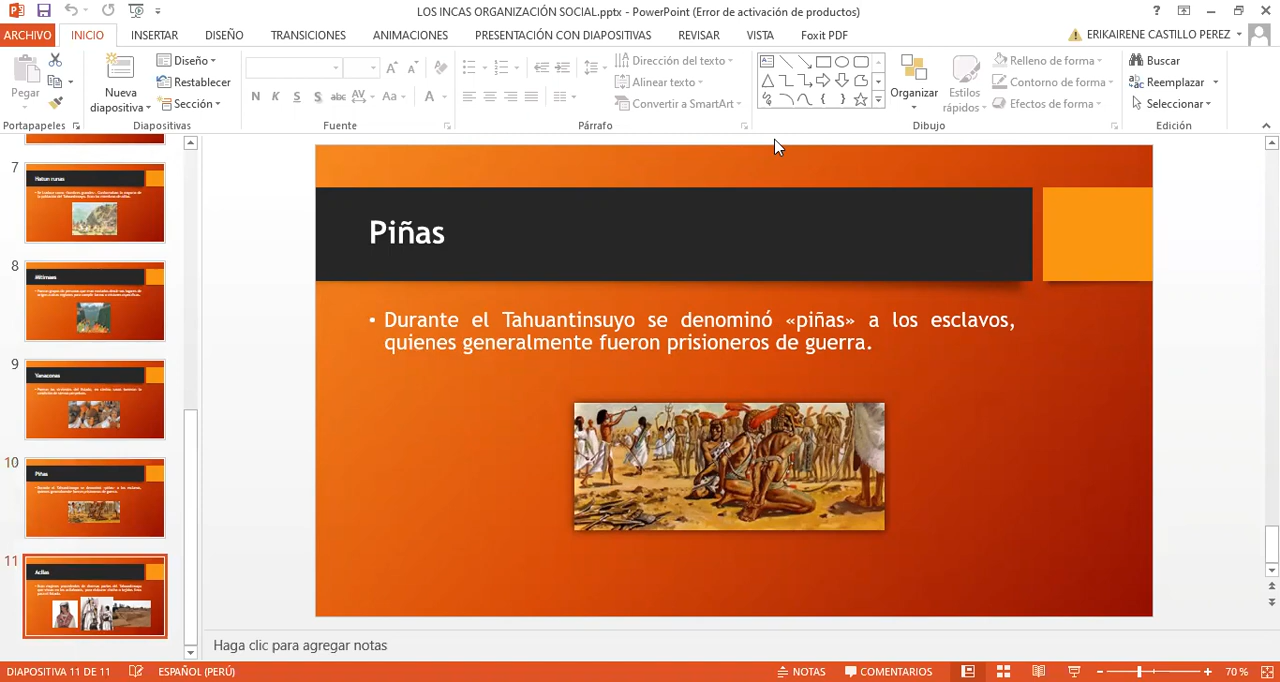 LOS INCAS ORGANIZACIÓN SOCIAL.pptx - PowerPoint (Error de activación de productos)
ARCHIVO INICIO INSERTAR DISEÑO TRANSICIONES ANIMACIONES PRESENTACIÓN CON DIAPOSITIVAS REVISAR VISTA Foxit PDF ERIKAIRENE CASTILLO PEREZ
Pegar
Portapapeles
Nueva
diapositiva
Diseño
Restablecer
Sección
Diapositivas
N K S S abc AV Aa A
Fuente
Párrafo
Dirección del texto
Alinear texto
Convertir a SmartArt
Organizar
Estilos
rápidos
Relleno de forma
Contorno de forma
Efectos de forma
Dibujo
Buscar
Reemplazar
Seleccionar
Edición
7
Hatun runas
8
Mitimaes
9
Yanaconas
10
Piñas
11
Acllas
Piñas
• Durante el Tahuantinsuyo se denominó «piñas» a los esclavos,
quienes generalmente fueron prisioneros de guerra.
Haga clic para agregar notas
DIAPOSITIVA 11 DE 11 ESPAÑOL (PERÚ) NOTAS COMENTARIOS 70 %